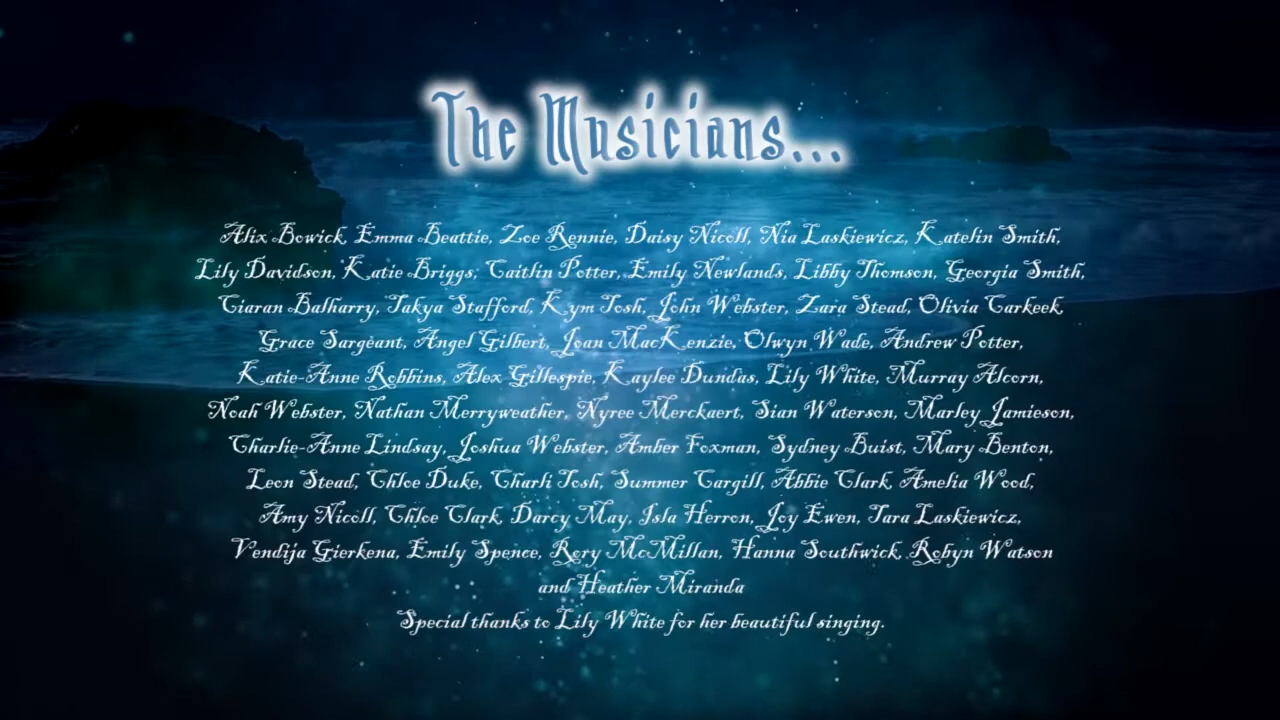 The Musicians...
Alix Bowick, Emma Beattie, Zoe Rennie, Daisy Nicoll, Nia Laskiewicz, Katelin Smith,
Lily Davidson, Katie Briggs, Caitlin Potter, Emily Newlands, Libby Thomson, Georgia Smith,
Ciaran Balharry, Takya Stafford, Kym Tosh, John Webster, Zara Stead, Olivia Carkeek,
Grace Sargeant, Angel Gilbert, Joan MacKenzie, Olwyn Wade, Andrew Potter,
Katie-Anne Robbins, Alex Gillespie, Kaylee Dundas, Lily White, Murray Alcorn,
Noah Webster, Nathan Merryweather, Nyree Merckaert, Sian Waterson, Marley Jamieson,
Charlie-Anne Lindsay, Joshua Webster, Amber Foxman, Sydney Buist, Mary Benton,
Leon Stead, Chloe Duke, Charli Tosh, Summer Cargill, Abbie Clark, Amelia Wood,
Amy Nicoll, Chloe Clark, Darcy May, Isla Herron, Joy Ewen, Tara Laskiewicz,
Vendija Gierkena, Emily Spence, Rory McMillan, Hanna Southwick, Robyn Watson
and Heather Miranda
Special thanks to Lily White for her beautiful singing.